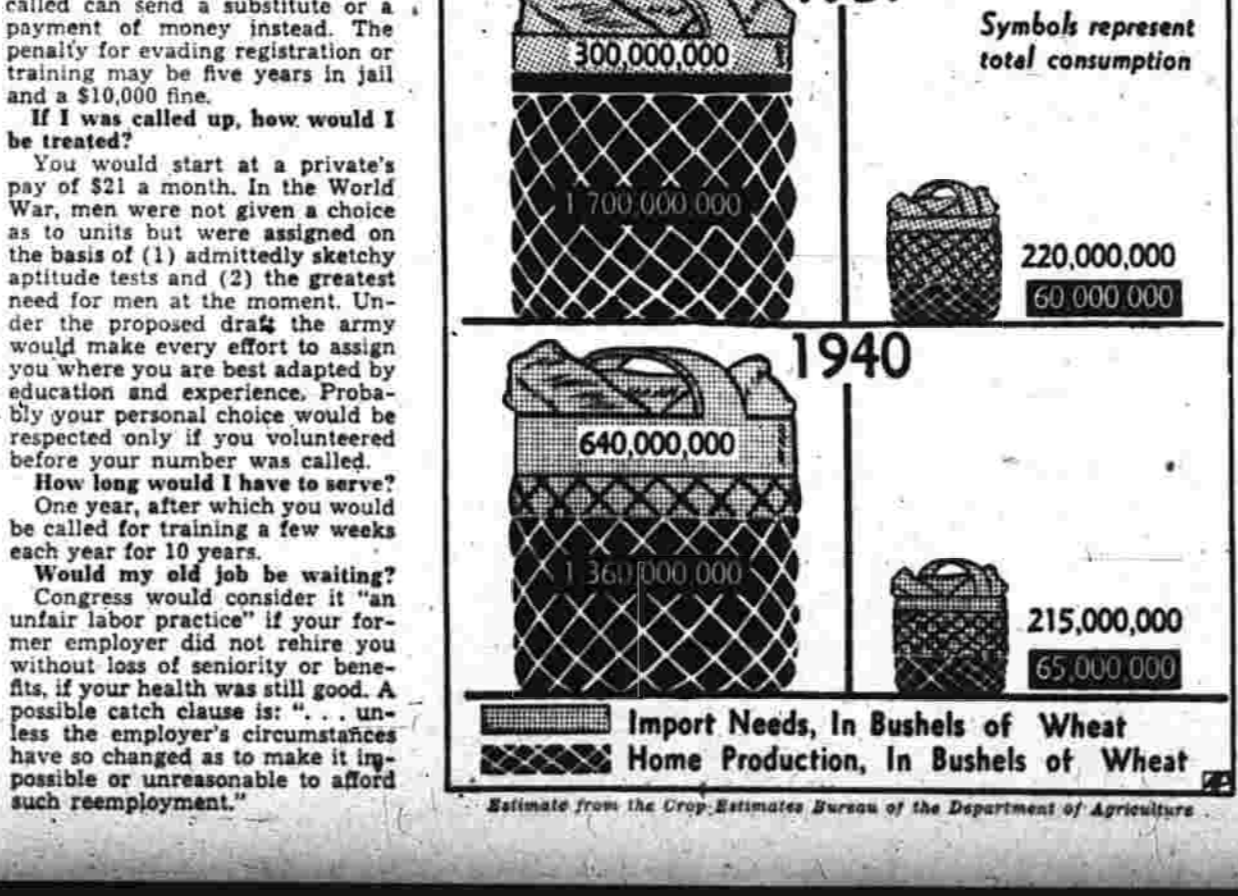 called can send a substitute or a
payment of money instead. The
penalty for evading registration or
training may be five years in jail
and a $10,000 fine.
If I was called up, how would I
be treated?
You would start at a private's
pay of $21 a month. In the World
War, men were not given a choice
as to units but were assigned on
the basis of (1) admittedly sketchy
aptitude tests and (2) the greatest
need for men at the moment. Un-
der the proposed draft the army
would make every effort to assign
you where you are best adapted by
education and experience. Proba-
bly your personal choice would be
respected only if you volunteered
before your number was called.
How long would I have to serve?
One year, after which you would
be called for training a few weeks
each year for 10 years.
Would my old job be waiting?
Congress would consider it "an
unfair labor practice" if your for-
mer employer did not rehire you
without loss of seniority or bene-
fits, if your health was still good. A
possible catch clause is: ". . . un-
less the employer's circumstances
have so changed as to make it im-
possible or unreasonable to afford
such reemployment."
Symbols represent
total consumption
300,000,000
1 700 000 000
220,000,000
60 000 000
1940
640,000,000
1 360 000 000
215,000,000
65 000 000
Import Needs, In Bushels of Wheat
Home Production, In Bushels of Wheat
Estimate from the Crop Estimates Bureau of the Department of Agriculture